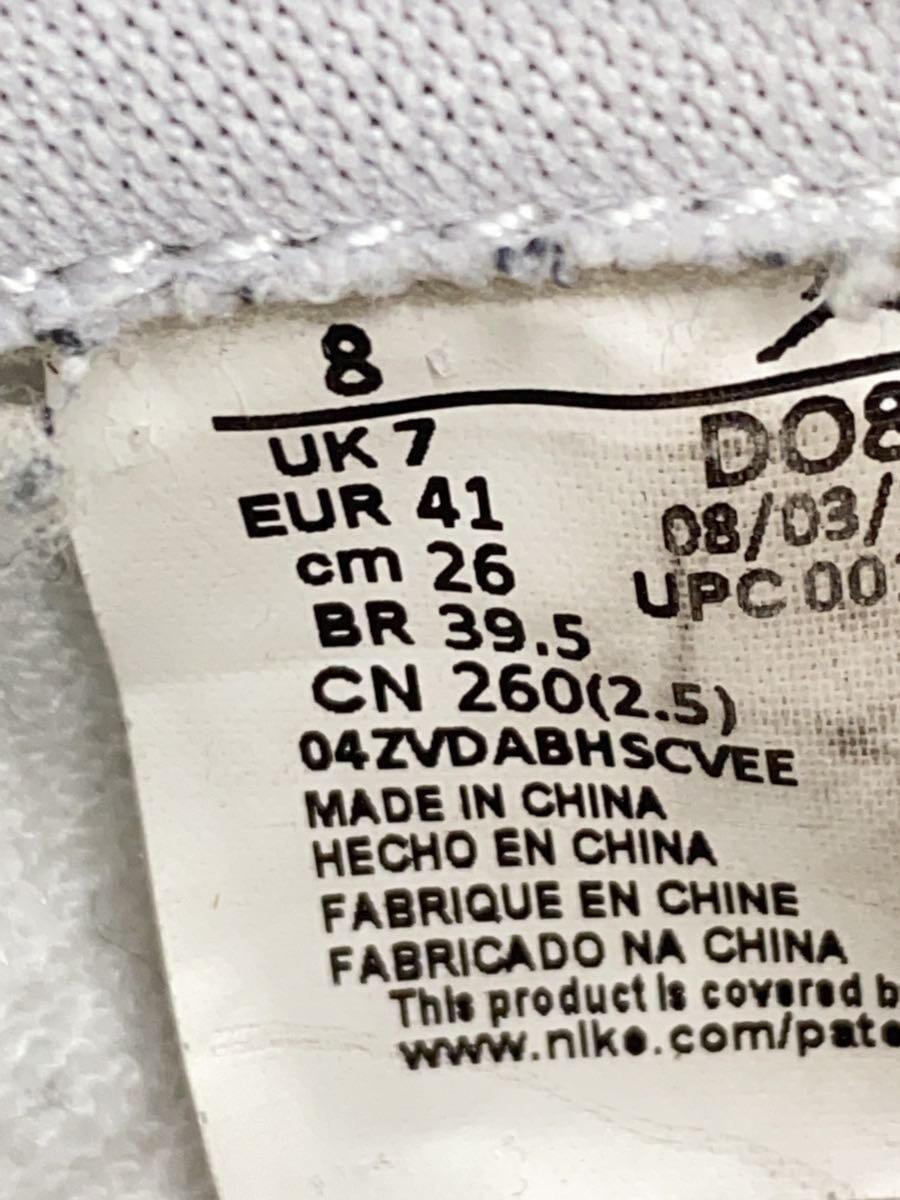 8
UK 7
EUR 41
cm 26
BR 39.5
CN 260(2.5)
04ZVDABHSCVEE
MADE IN CHINA
HECHO EN CHINA
FABRIQUE EN CHINE
FABRICADO NA CHINA
This product is covered b
www.nike.com/pate
DO8
08/03/
UPC 00